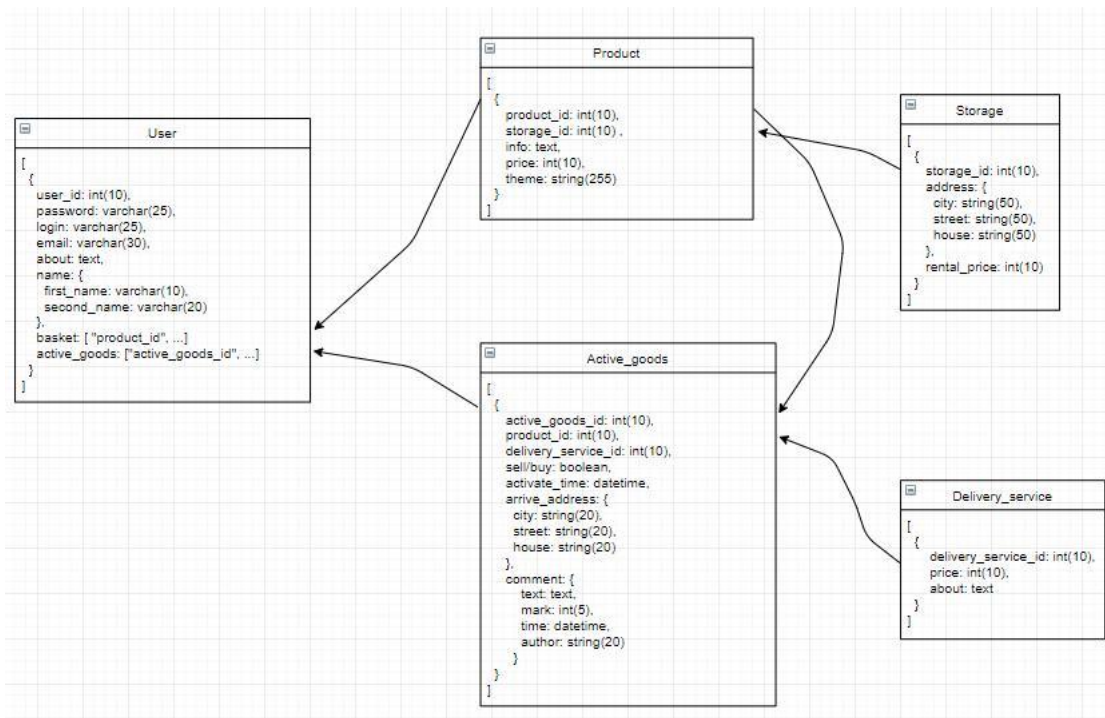 User
[
{
user_id: int(10),
password: varchar(25),
login: varchar(25),
email: varchar(30),
about: text,
name: {
first_name: varchar(10),
second_name: varchar(20)
},
basket: [ "product_id", ...]
active_goods: ["active_goods_id", ...]
}
]
Product
[
{
product_id: int(10),
storage_id: int(10) ,
info: text,
price: int(10),
theme: string(255)
}
]
Active_goods
[
{
active_goods_id: int(10),
product_id: int(10),
delivery_service_id: int(10),
sell/buy: boolean,
activate_time: datetime,
arrive_address: {
city: string(20),
street: string(20),
house: string(20)
},
comment: {
text: text,
mark: int(5),
time: datetime,
author: string(20)
}
}
]
Storage
[
{
storage_id: int(10),
address: {
city: string(50),
street: string(50),
house: string(50)
},
rental_price: int(10)
}
]
Delivery_service
[
{
delivery_service_id: int(10),
price: int(10),
about: text
}
]